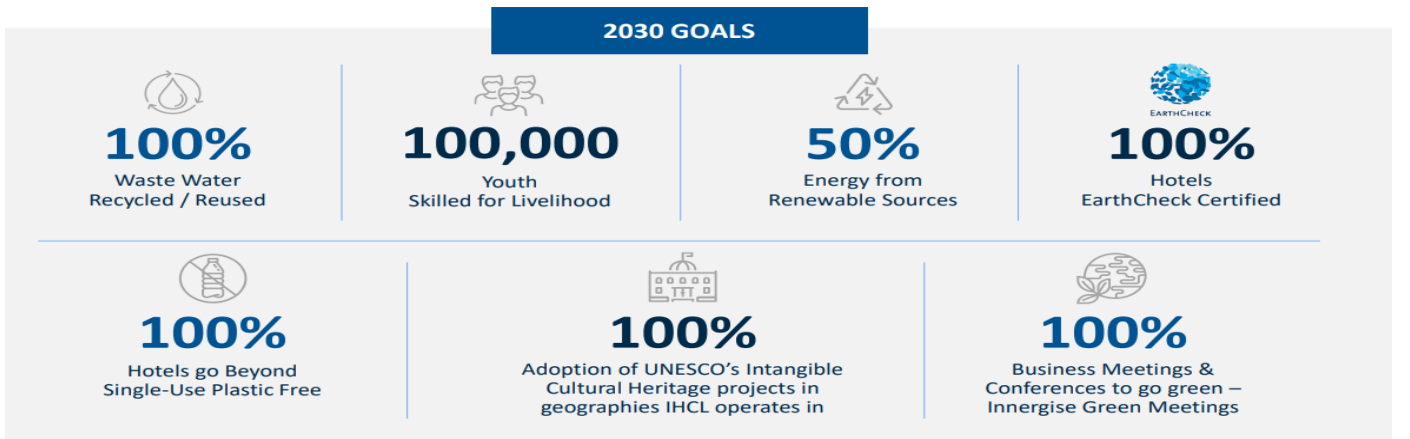 2030 GOALS
100%
Waste Water
Recycled / Reused
100,000
Youth
Skilled for Livelihood
50%
Energy from
Renewable Sources
EARTHCHECK
100%
Hotels
EarthCheck Certified
100%
Hotels go Beyond
Single-Use Plastic Free
100%
Adoption of UNESCO’s Intangible
Cultural Heritage projects in
geographies IHCL operates in
100%
Business Meetings &
Conferences to go green –
Innergise Green Meetings